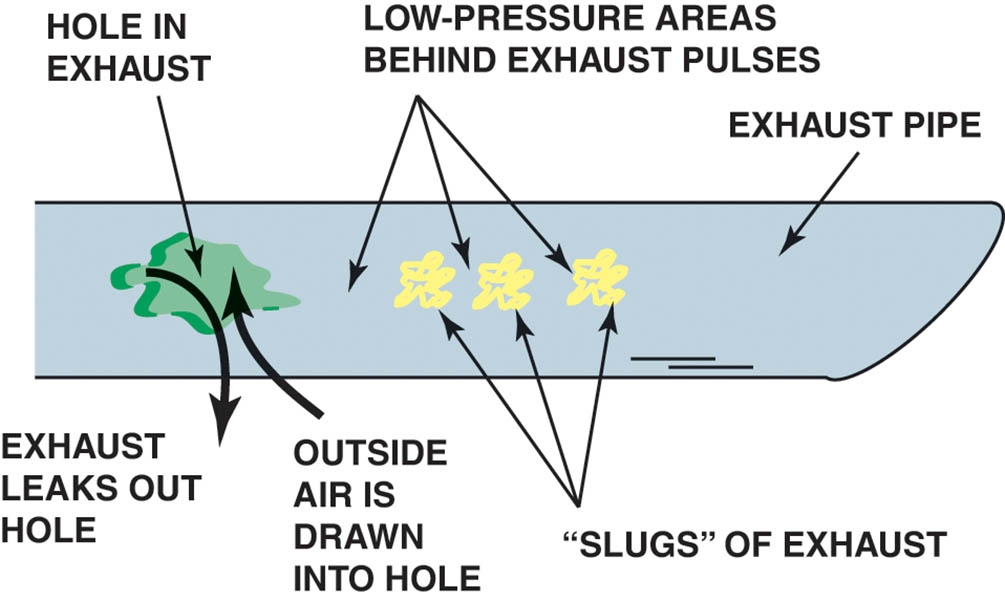 HOLE IN
EXHAUST
LOW-PRESSURE AREAS
BEHIND EXHAUST PULSES
EXHAUST PIPE
EXHAUST
LEAKS OUT
HOLE
OUTSIDE
AIR IS
DRAWN
INTO HOLE
“SLUGS” OF EXHAUST